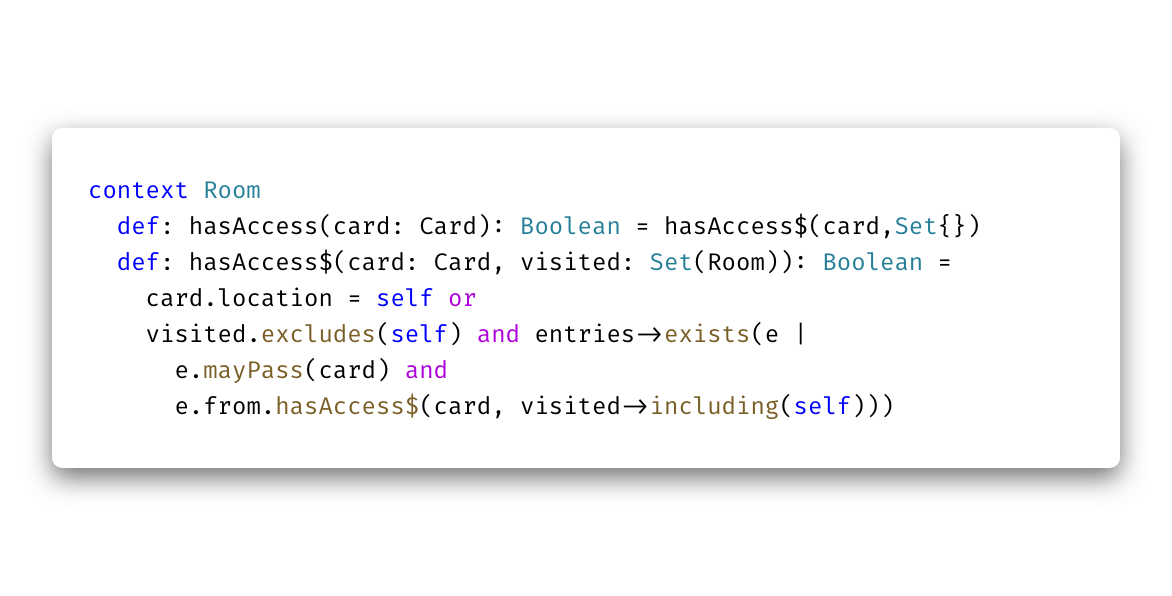 context Room
  def: hasAccess(card: Card): Boolean = hasAccess$(card,Set{})
  def: hasAccess$(card: Card, visited: Set(Room)): Boolean =
    card.location = self or
    visited.excludes(self) and entries->exists(e |
      e.mayPass(card) and
      e.from.hasAccess$(card, visited->including(self)))